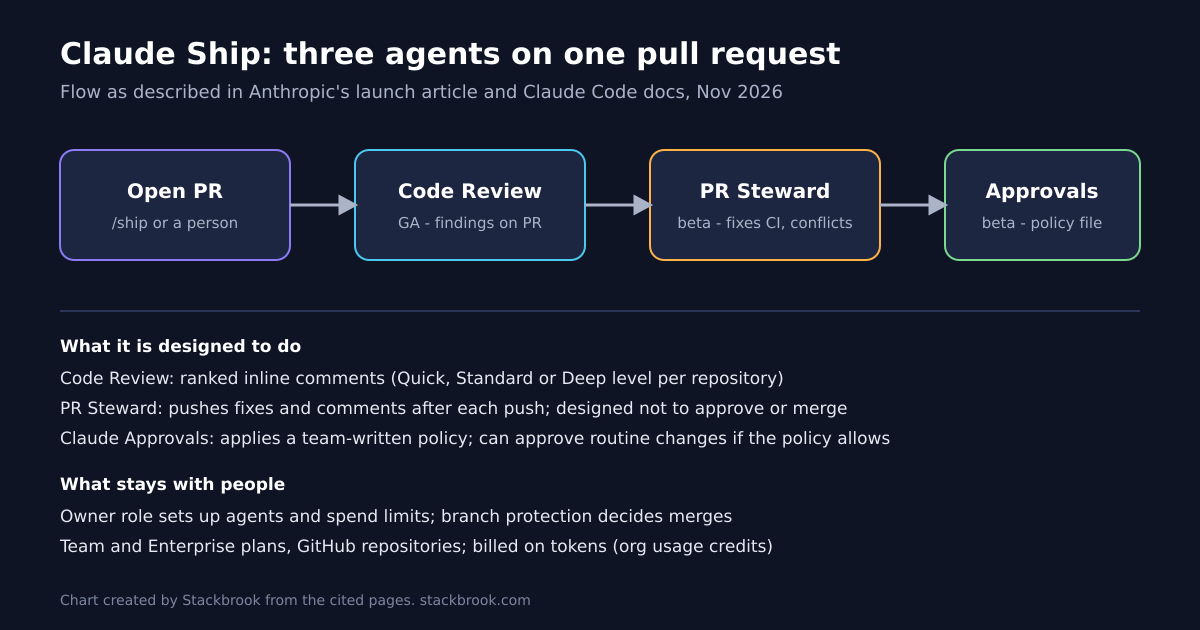 Claude Ship: three agents on one pull request
Flow as described in Anthropic's launch article and Claude Code docs, Nov 2026
Open PR
/ship or a person
Code Review
GA - findings on PR
PR Steward
beta - fixes CI, conflicts
Approvals
beta - policy file
What it is designed to do
Code Review: ranked inline comments (Quick, Standard or Deep level per repository)
PR Steward: pushes fixes and comments after each push; designed not to approve or merge
Claude Approvals: applies a team-written policy; can approve routine changes if the policy allows
What stays with people
Owner role sets up agents and spend limits; branch protection decides merges
Team and Enterprise plans, GitHub repositories; billed on tokens (org usage credits)
Chart created by Stackbrook from the cited pages. stackbrook.com